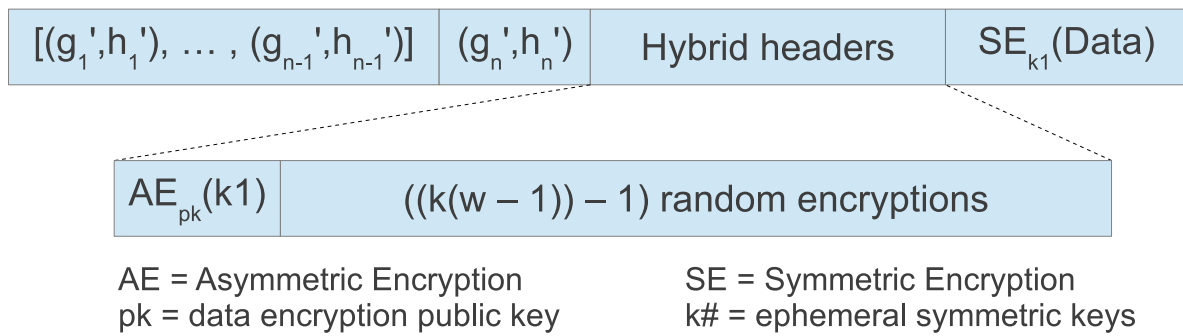 [(g1',h1'), … , (gn-1',hn-1')] (gn',hn') Hybrid headers SEk1(Data)
AEpk(k1) ((k(w – 1)) – 1) random encryptions
AE = Asymmetric Encryption SE = Symmetric Encryption
pk = data encryption public key k# = ephemeral symmetric keys